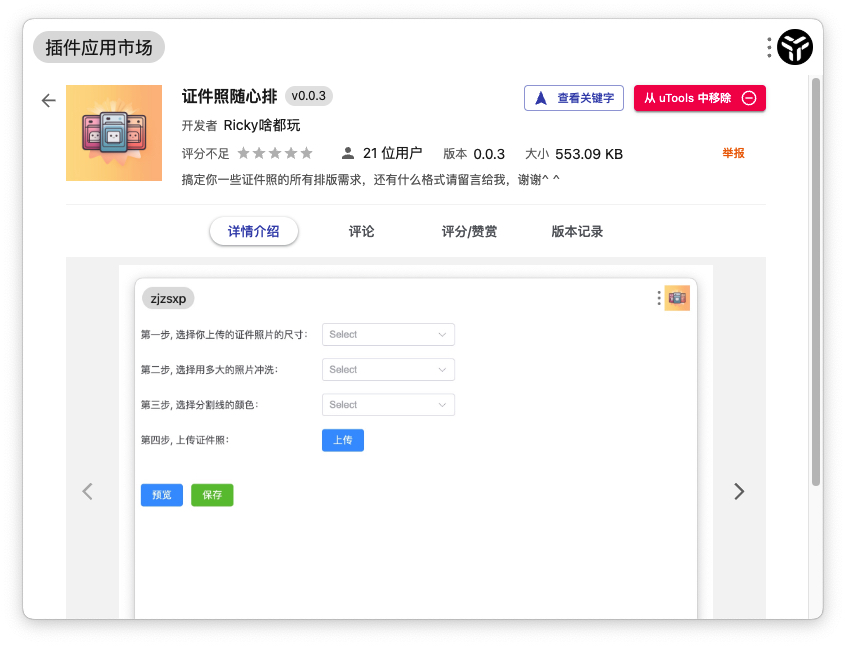 插件应用市场
证件照随心排 v0.0.3
查看关键字
从 uTools 中移除
开发者 Ricky啥都玩
评分不足 21 位用户 版本 0.0.3 大小 553.09 KB 举报
搞定你一些证件照的所有排版需求，还有什么格式请留言给我，谢谢^ ^
详情介绍 评论 评分/赞赏 版本记录
zjzsxp
第一步, 选择你上传的证件照片的尺寸: Select
第二步, 选择用多大的照片冲洗: Select
第三步, 选择分割线的颜色: Select
第四步, 上传证件照: 上传
预览 保存